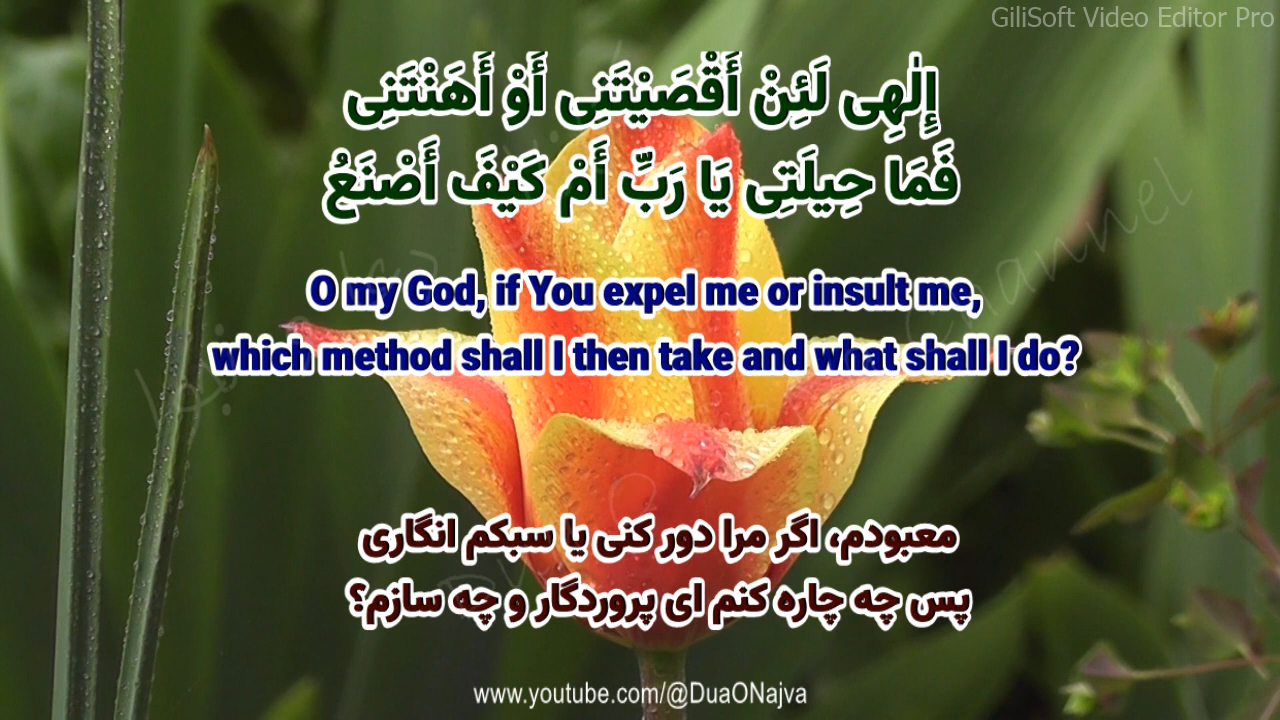 GiliSoft Video Editor Pro
إِلٰهِی لَئِنْ أَقْصَیْتَنِی أَوْ أَهَنْتَنِی
فَمَا حِیلَتِی یَا رَبِّ أَمْ کَیْفَ أَصْنَعُ
O my God, if You expel me or insult me,
which method shall I then take and what shall I do?
معبودم، اگر مرا دور کنی یا سبکم انگاری
پس چه چاره کنم ای پروردگار و چه سازم؟
www.youtube.com/@DuaONajva